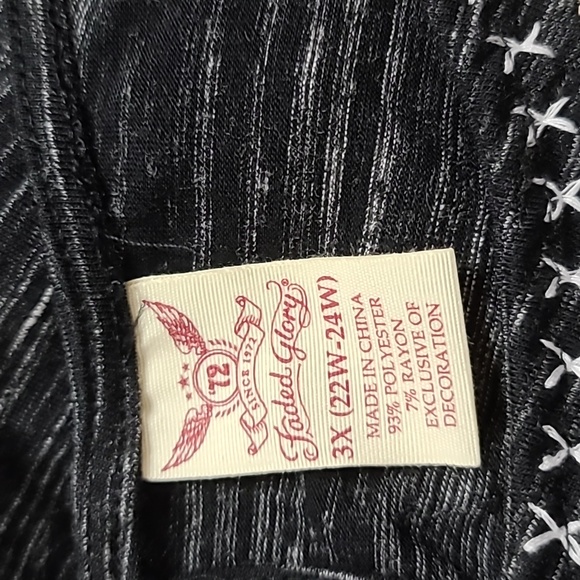 72
SINCE 1972
Faded Glory®
3X (22W-24W)
MADE IN CHINA
93% POLYESTER
7% RAYON
EXCLUSIVE OF
DECORATION